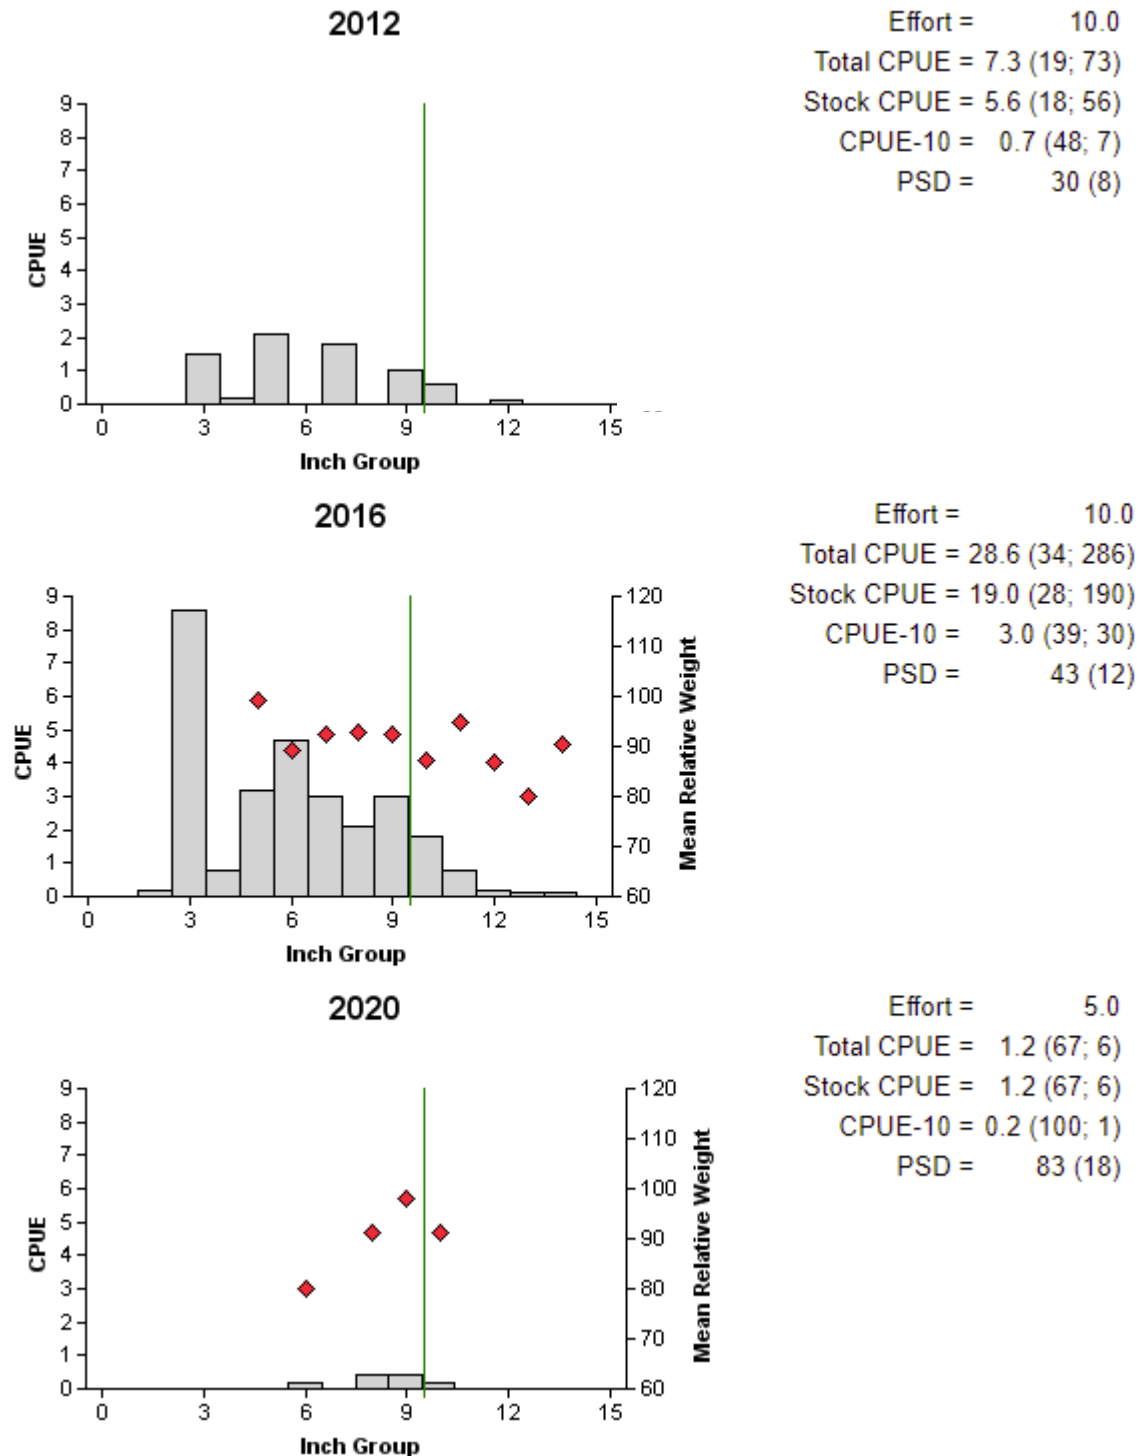 2012
Effort = 10.0
Total CPUE = 7.3 (19; 73)
Stock CPUE = 5.6 (18; 56)
CPUE-10 = 0.7 (48; 7)
PSD = 30 (8)
9
8
7
6
5
4
3
2
1
0
CPUE
0 3 6 9 12 15
Inch Group
2016
Effort = 10.0
Total CPUE = 28.6 (34; 286)
Stock CPUE = 19.0 (28; 190)
CPUE-10 = 3.0 (39; 30)
PSD = 43 (12)
9
8
7
6
5
4
3
2
1
0
CPUE
120
110
100
90
80
70
60
Mean Relative Weight
0 3 6 9 12 15
Inch Group
2020
Effort = 5.0
Total CPUE = 1.2 (67; 6)
Stock CPUE = 1.2 (67; 6)
CPUE-10 = 0.2 (100; 1)
PSD = 83 (18)
9
8
7
6
5
4
3
2
1
0
CPUE
120
110
100
90
80
70
60
Mean Relative Weight
0 3 6 9 12 15
Inch Group